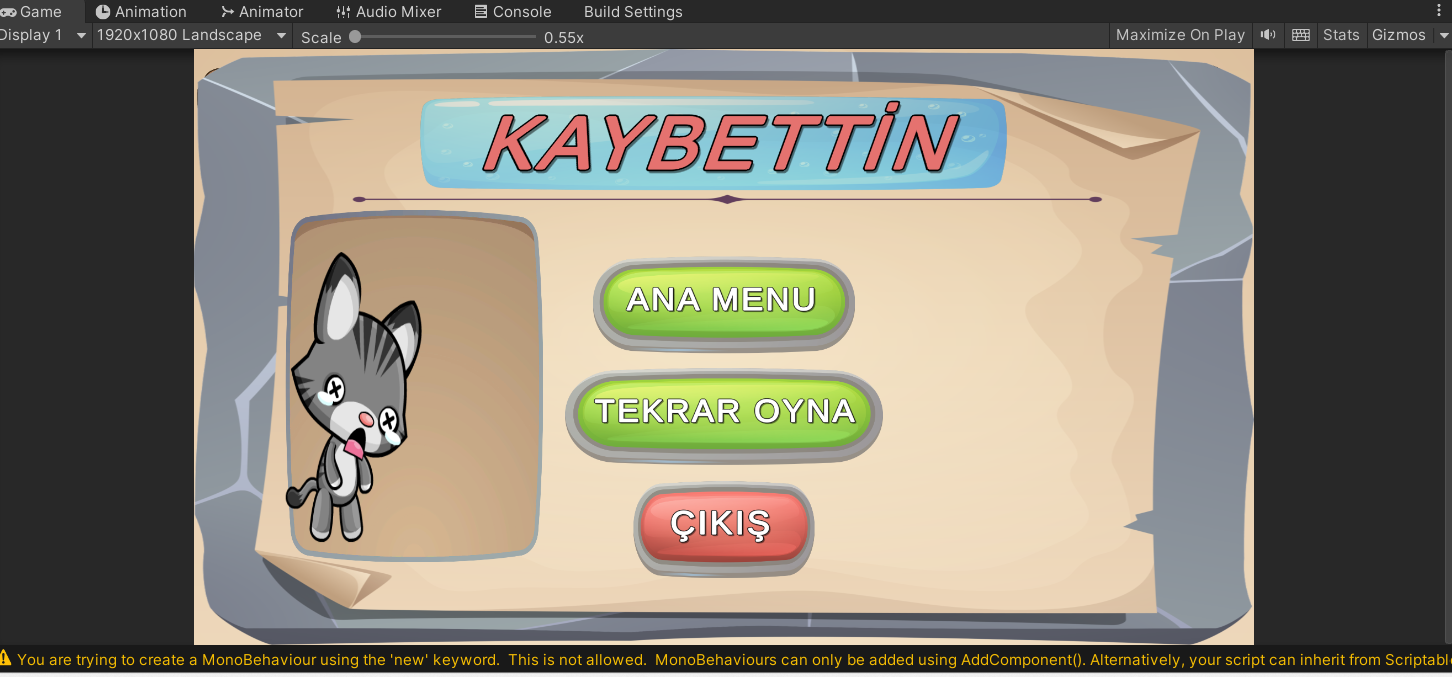 Game Animation Animator Audio Mixer Console Build Settings
Display 1 1920x1080 Landscape Scale 0.55x Maximize On Play Stats Gizmos
KAYBETTİN
ANA MENU
TEKRAR OYNA
ÇIKIŞ
You are trying to create a MonoBehaviour using the 'new' keyword. This is not allowed. MonoBehaviours can only be added using AddComponent(). Alternatively, your script can inherit from Scriptabl